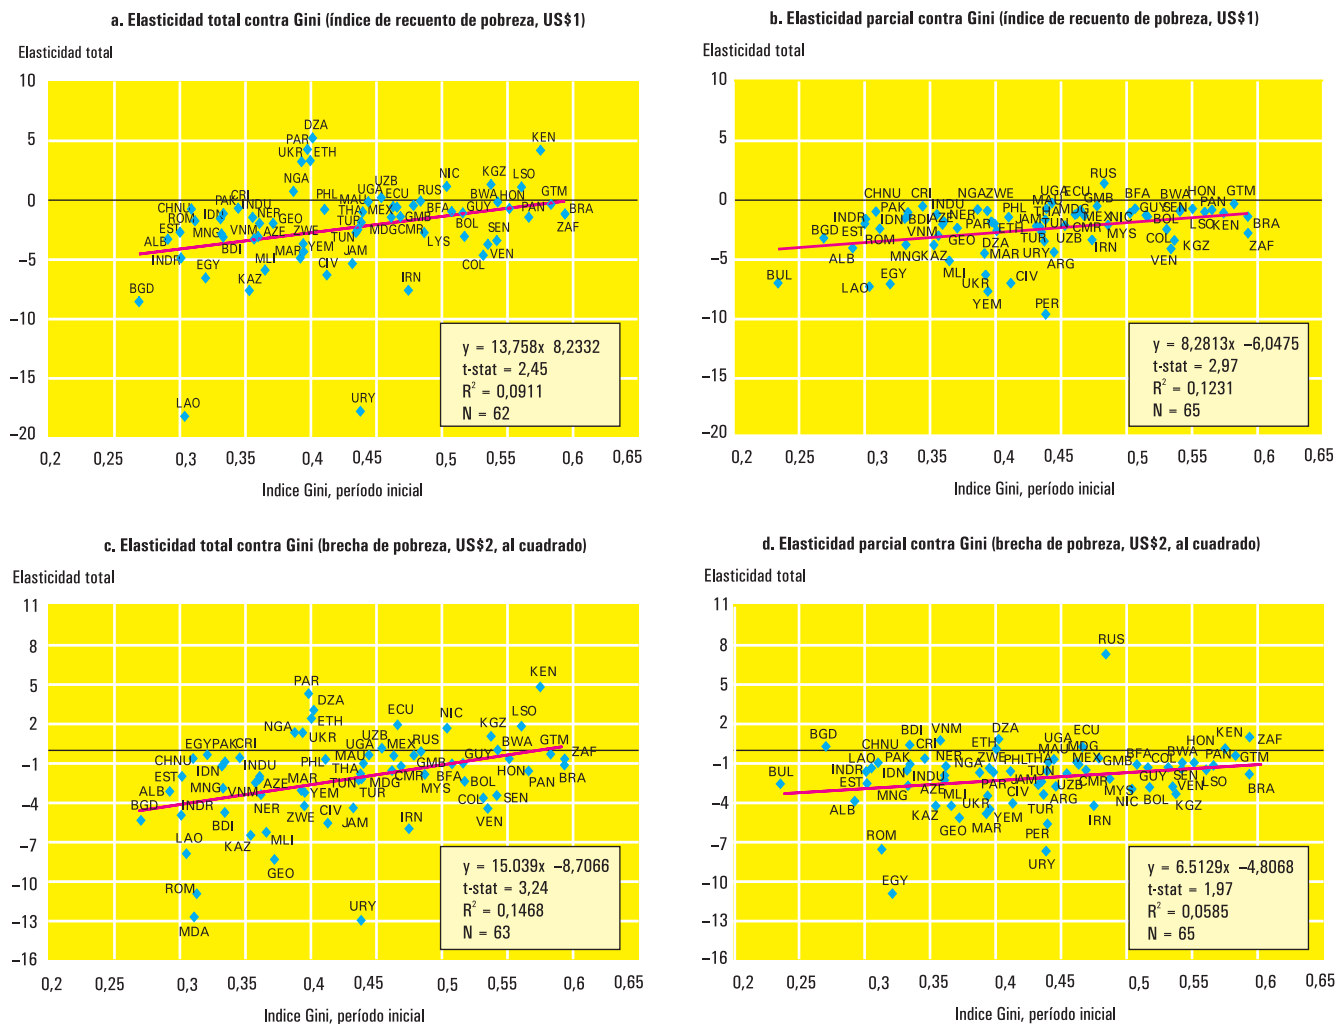 a. Elasticidad total contra Gini (índice de recuento de pobreza, US$1)
Elasticidad total
10
5
0
−5
−10
−15
−20
DZA
PAR
UKR ETH
KEN
NGA
UZB
NIC
KGZ
LSO
CRI
PHL
UGA ECU
RUS
BWA HON
GTM
CHNU
PAK
INDU
MAU
MEX
BFA
GUY
PAN
BRA
ROM
IDN
NER
GEO
THA
TUR
GMB
BOL
SEN
ZAF
EST
MNG
VNM
AZE
ZWE
TUN
MDG
CMR
LYS
ALB
BDI
MAR
YEM
JAM
VEN
INDR
EGY
MLI
CIV
COL
KAZ
IRN
BGD
LAO
URY
y = 13,758x 8,2332
t-stat = 2,45
R² = 0,0911
N = 62
0,2 0,3 0,35 0,4 0,45 0,5 0,55 0,6 0,65
Indice Gini, período inicial
b. Elasticidad parcial contra Gini (índice de recuento de pobreza, US$1)
Elasticidad total
10
5
0
−5
−10
−15
−20
RUS
CHNU
CRI
NGA
ZWE
UGA
ECU
GMB
BFA
BWA
HON
GTM
PAK
INDU
PHL
MDG
GUY
SEN
PAN
INDR
IDN
BDI
AZE
NER
PAR
THA
MEX
NIC
BOL
LSO
KEN
BRA
EST
VNM
ETH
TUN
CMR
MYS
BGD
ROM
GEO
TUR
COL
ZAF
ALB
MNG
KAZ
DZA
MAR
URY
UZB
IRN
KGZ
VEN
ARG
BUL
LAO
EGY
MLI
UKR
CIV
YEM
PER
y = 8,2813x −6,0475
t-stat = 2,97
R² = 0,1231
N = 65
0,2 0,3 0,35 0,4 0,45 0,5 0,55 0,6 0,65
Indice Gini, período inicial
c. Elasticidad total contra Gini (brecha de pobreza, US$2, al cuadrado)
Elasticidad total
11
8
5
2
−1
−4
−7
−10
−13
−16
PAR
DZA
KEN
ETH
ECU
NIC
LSO
NGA
UKR
UZB
KGZ
EGY
PAK
CRI
UGA
RUS
BWA
GTM
CHNU
PHL
MAU
MEX
GUY
ZAF
EST
IDN
INDU
THA
HON
MNG
AZE
MAR
TUN
MDG
CMR
BFA
BOL
PAN
BRA
ALB
VNM
YEM
TUR
MYS
COL
SEN
BGD
INDR
NER
ZWE
CIV
VEN
BDI
JAM
IRN
LAO
KAZ
MLI
GEO
ROM
URY
MDA
y = 15.039x −8,7066
t-stat = 3,24
R² = 0,1468
N = 63
0,2 0,3 0,35 0,4 0,45 0,5 0,55 0,6 0,65
Indice Gini, período inicial
d. Elasticidad parcial contra Gini (brecha de pobreza, US$2, al cuadrado)
Elasticidad total
11
8
5
2
−1
−4
−7
−10
−13
−16
RUS
BGD
BDI
VNM
DZA
KEN
ZAF
CHNU
ETH
UGA
ECU
LAO
PAK
NER
MAU
MDG
BFA
BWA
PAN
ZWE
PHL
MEX
GMB
COL
GTM
BUL
EST
IDN
INDU
NGA
TUN
GUY
SEN
LSO
MNG
AZE
PAR
JAM
UZB
CMR
MYS
VEN
BRA
ALB
MLI
CIV
ARG
NIC
BOL
KGZ
KAZ
UKR
YEM
TUR
IRN
GEO
MAR
PER
ROM
URY
EGY
y = 6.5129x −4,8068
t-stat = 1,97
R² = 0,0585
N = 65
0,2 0,3 0,35 0,4 0,45 0,5 0,55 0,6 0,65
Indice Gini, período inicial